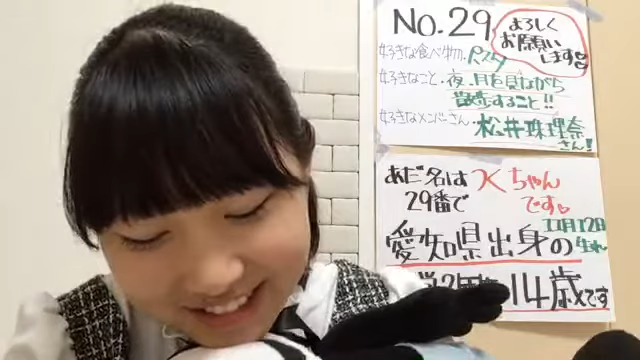 No.29
よろしく
お願い
します
好きな食べ物・パスタ
好きなこと・夜、月を見ながら
音読すること!!
好きなメンバーさん・松井珠理奈
さん!
あだ名は Kちゃん
29番で です
11月12日
生まれ
愛知県出身の
14歳です